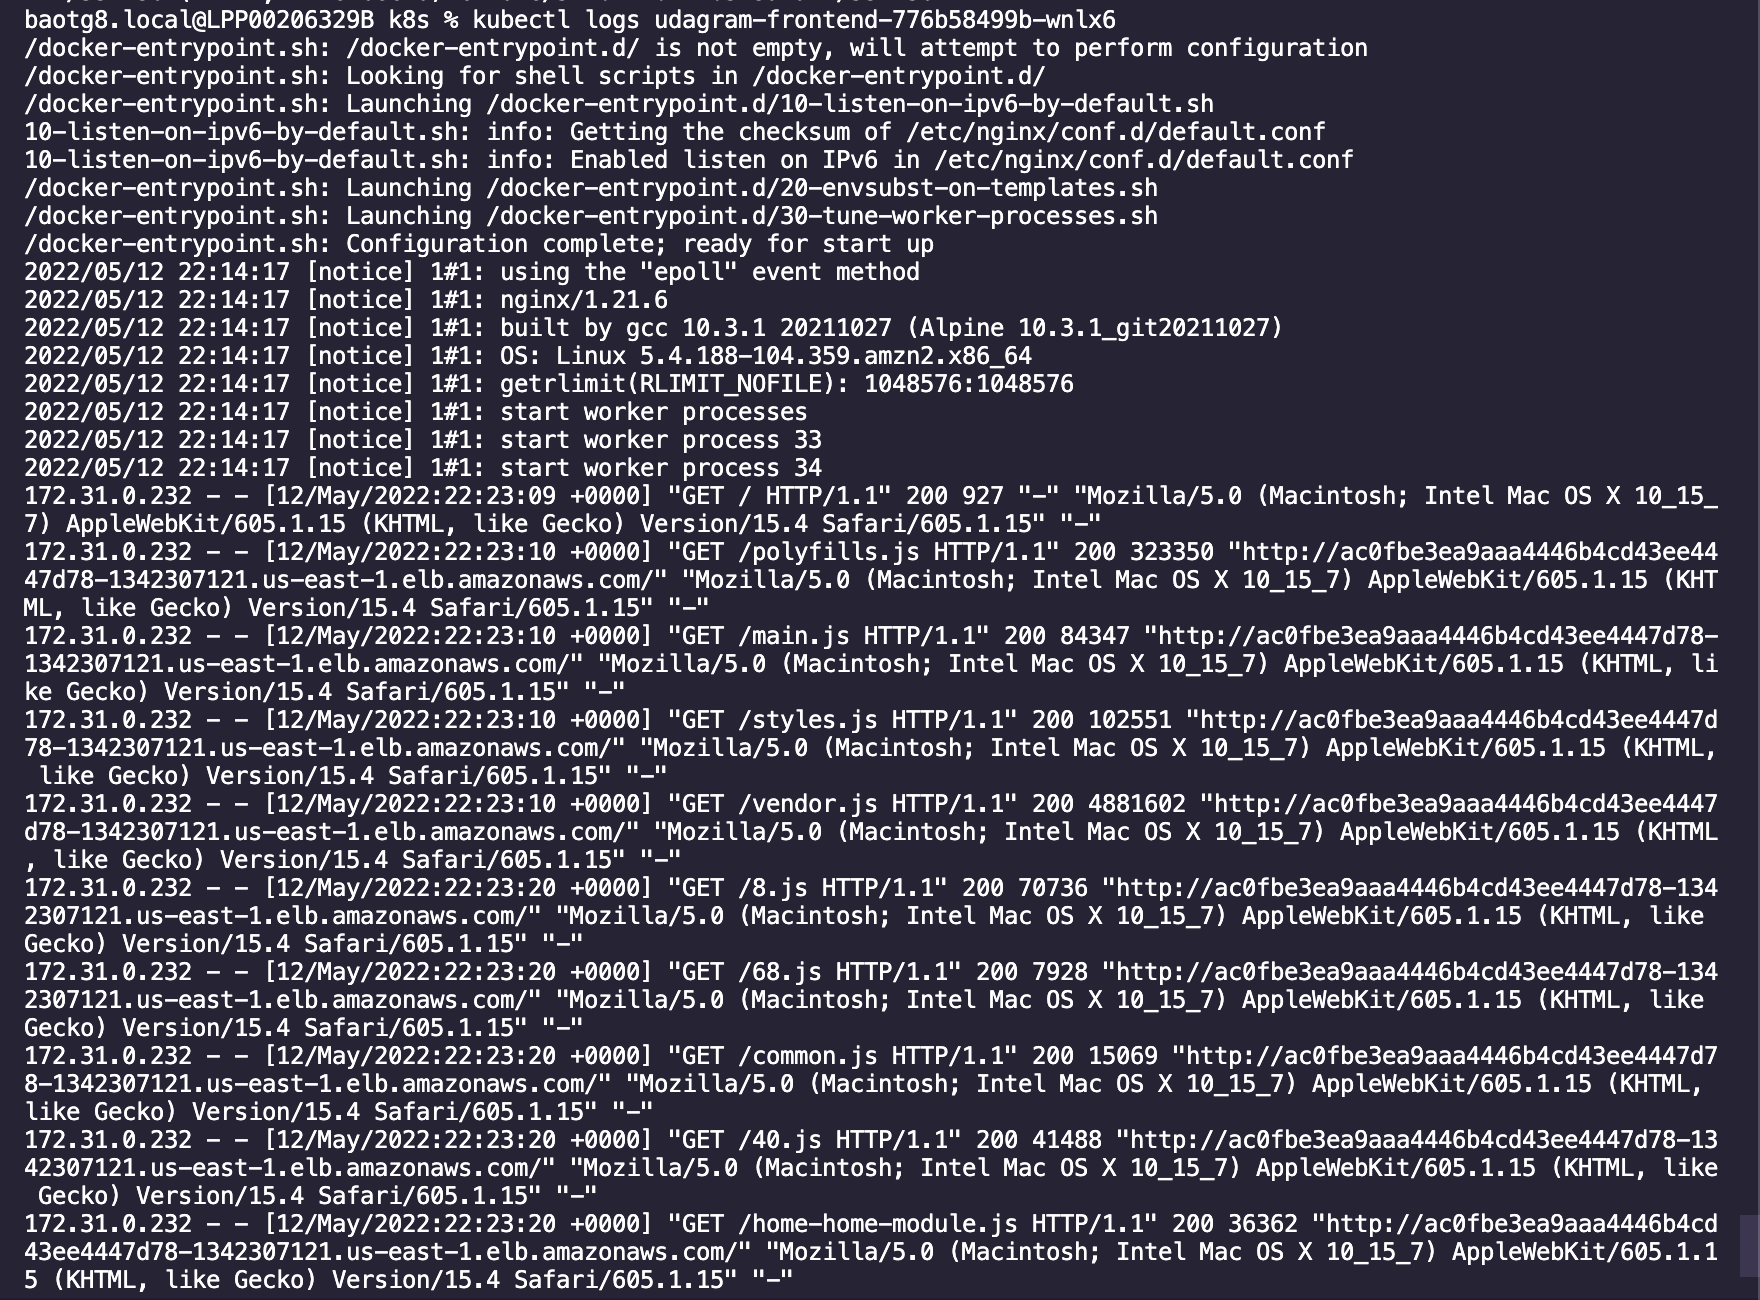 baotg8.local@LPP00206329B k8s % kubectl logs udagram-frontend-776b58499b-wnlx6
/docker-entrypoint.sh: /docker-entrypoint.d/ is not empty, will attempt to perform configuration
/docker-entrypoint.sh: Looking for shell scripts in /docker-entrypoint.d/
/docker-entrypoint.sh: Launching /docker-entrypoint.d/10-listen-on-ipv6-by-default.sh
10-listen-on-ipv6-by-default.sh: info: Getting the checksum of /etc/nginx/conf.d/default.conf
10-listen-on-ipv6-by-default.sh: info: Enabled listen on IPv6 in /etc/nginx/conf.d/default.conf
/docker-entrypoint.sh: Launching /docker-entrypoint.d/20-envsubst-on-templates.sh
/docker-entrypoint.sh: Launching /docker-entrypoint.d/30-tune-worker-processes.sh
/docker-entrypoint.sh: Configuration complete; ready for start up
2022/05/12 22:14:17 [notice] 1#1: using the "epoll" event method
2022/05/12 22:14:17 [notice] 1#1: nginx/1.21.6
2022/05/12 22:14:17 [notice] 1#1: built by gcc 10.3.1 20211027 (Alpine 10.3.1_git20211027)
2022/05/12 22:14:17 [notice] 1#1: OS: Linux 5.4.188-104.359.amzn2.x86_64
2022/05/12 22:14:17 [notice] 1#1: getrlimit(RLIMIT_NOFILE): 1048576:1048576
2022/05/12 22:14:17 [notice] 1#1: start worker processes
2022/05/12 22:14:17 [notice] 1#1: start worker process 33
2022/05/12 22:14:17 [notice] 1#1: start worker process 34
172.31.0.232 - - [12/May/2022:22:23:09 +0000] "GET / HTTP/1.1" 200 927 "-" "Mozilla/5.0 (Macintosh; Intel Mac OS X 10_15_
7) AppleWebKit/605.1.15 (KHTML, like Gecko) Version/15.4 Safari/605.1.15" "-"
172.31.0.232 - - [12/May/2022:22:23:10 +0000] "GET /polyfills.js HTTP/1.1" 200 323350 "http://ac0fbe3ea9aaa4446b4cd43ee44
47d78-1342307121.us-east-1.elb.amazonaws.com/" "Mozilla/5.0 (Macintosh; Intel Mac OS X 10_15_7) AppleWebKit/605.1.15 (KHT
ML, like Gecko) Version/15.4 Safari/605.1.15" "-"
172.31.0.232 - - [12/May/2022:22:23:10 +0000] "GET /main.js HTTP/1.1" 200 84347 "http://ac0fbe3ea9aaa4446b4cd43ee4447d78-
1342307121.us-east-1.elb.amazonaws.com/" "Mozilla/5.0 (Macintosh; Intel Mac OS X 10_15_7) AppleWebKit/605.1.15 (KHTML, li
ke Gecko) Version/15.4 Safari/605.1.15" "-"
172.31.0.232 - - [12/May/2022:22:23:10 +0000] "GET /styles.js HTTP/1.1" 200 102551 "http://ac0fbe3ea9aaa4446b4cd43ee4447d
78-1342307121.us-east-1.elb.amazonaws.com/" "Mozilla/5.0 (Macintosh; Intel Mac OS X 10_15_7) AppleWebKit/605.1.15 (KHTML,
 like Gecko) Version/15.4 Safari/605.1.15" "-"
172.31.0.232 - - [12/May/2022:22:23:10 +0000] "GET /vendor.js HTTP/1.1" 200 4881602 "http://ac0fbe3ea9aaa4446b4cd43ee4447
d78-1342307121.us-east-1.elb.amazonaws.com/" "Mozilla/5.0 (Macintosh; Intel Mac OS X 10_15_7) AppleWebKit/605.1.15 (KHTML
, like Gecko) Version/15.4 Safari/605.1.15" "-"
172.31.0.232 - - [12/May/2022:22:23:20 +0000] "GET /8.js HTTP/1.1" 200 70736 "http://ac0fbe3ea9aaa4446b4cd43ee4447d78-134
2307121.us-east-1.elb.amazonaws.com/" "Mozilla/5.0 (Macintosh; Intel Mac OS X 10_15_7) AppleWebKit/605.1.15 (KHTML, like
Gecko) Version/15.4 Safari/605.1.15" "-"
172.31.0.232 - - [12/May/2022:22:23:20 +0000] "GET /68.js HTTP/1.1" 200 7928 "http://ac0fbe3ea9aaa4446b4cd43ee4447d78-134
2307121.us-east-1.elb.amazonaws.com/" "Mozilla/5.0 (Macintosh; Intel Mac OS X 10_15_7) AppleWebKit/605.1.15 (KHTML, like
Gecko) Version/15.4 Safari/605.1.15" "-"
172.31.0.232 - - [12/May/2022:22:23:20 +0000] "GET /common.js HTTP/1.1" 200 15069 "http://ac0fbe3ea9aaa4446b4cd43ee4447d7
8-1342307121.us-east-1.elb.amazonaws.com/" "Mozilla/5.0 (Macintosh; Intel Mac OS X 10_15_7) AppleWebKit/605.1.15 (KHTML,
like Gecko) Version/15.4 Safari/605.1.15" "-"
172.31.0.232 - - [12/May/2022:22:23:20 +0000] "GET /40.js HTTP/1.1" 200 41488 "http://ac0fbe3ea9aaa4446b4cd43ee4447d78-13
42307121.us-east-1.elb.amazonaws.com/" "Mozilla/5.0 (Macintosh; Intel Mac OS X 10_15_7) AppleWebKit/605.1.15 (KHTML, like
 Gecko) Version/15.4 Safari/605.1.15" "-"
172.31.0.232 - - [12/May/2022:22:23:20 +0000] "GET /home-home-module.js HTTP/1.1" 200 36362 "http://ac0fbe3ea9aaa4446b4cd
43ee4447d78-1342307121.us-east-1.elb.amazonaws.com/" "Mozilla/5.0 (Macintosh; Intel Mac OS X 10_15_7) AppleWebKit/605.1.1
5 (KHTML, like Gecko) Version/15.4 Safari/605.1.15" "-"